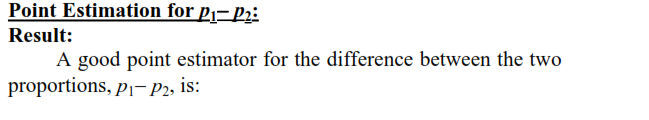 Point Estimation for p₁− p₂:
Result:
A good point estimator for the difference between the two
proportions, p₁− p₂, is: